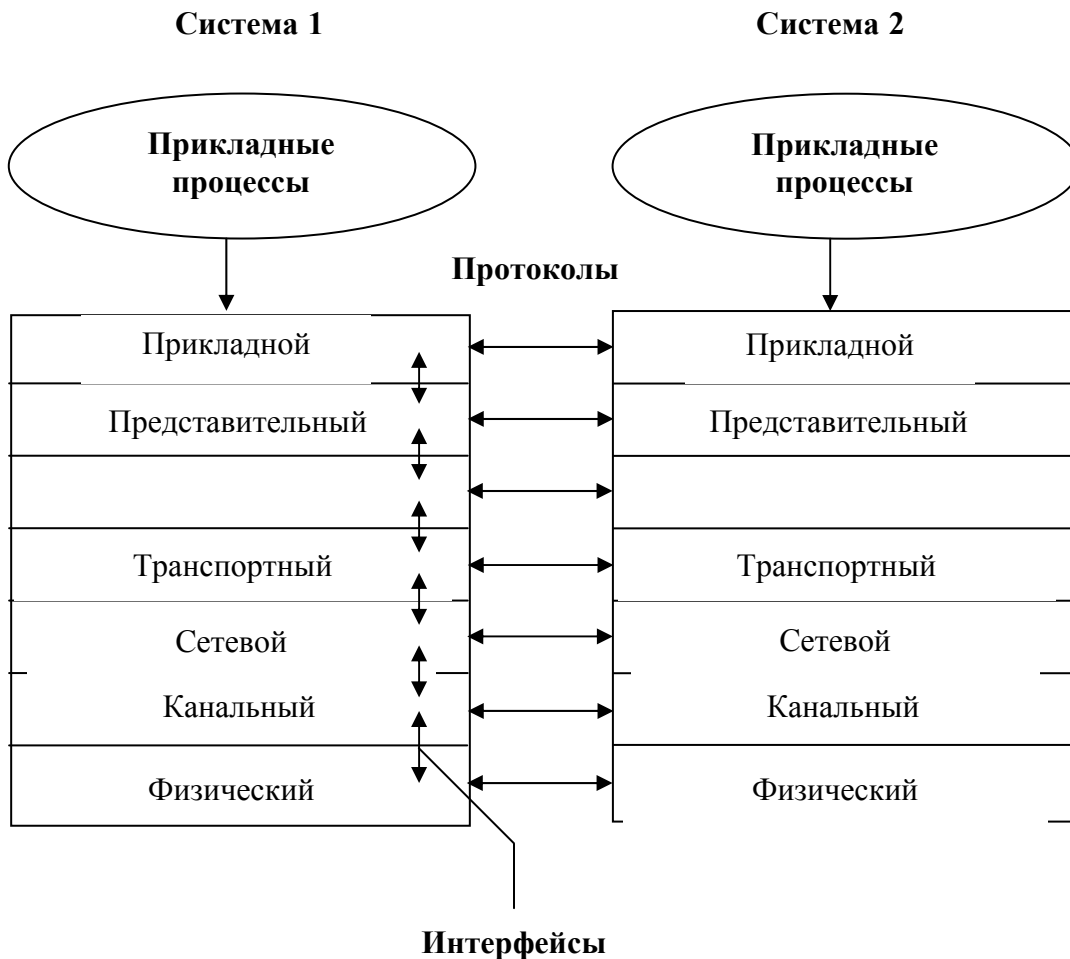 Система 1
Система 2
Прикладные
процессы
Прикладные
процессы
Протоколы
Прикладной
Прикладной
Представительный
Представительный
Транспортный
Транспортный
Сетевой
Сетевой
Канальный
Канальный
Физический
Физический
Интерфейсы